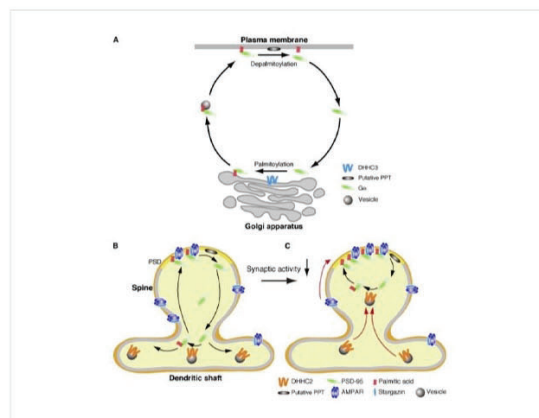 A
Plasma membrane
Depalmitoylation
Palmitoylation
DHHC3
Putative PPT
Gα
Vesicle
Golgi apparatus
B
C
PSD
Synaptic activity
Spine
Dendritic shaft
DHHC2
PSD-95
Palmitic acid
Vesicle
Putative PPT
AMPAR
Stargazin